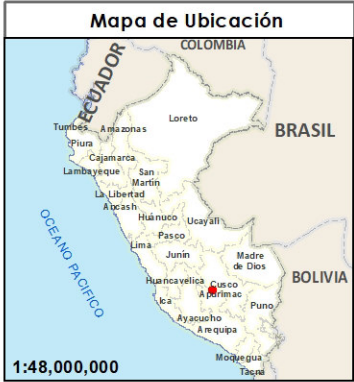 Mapa de Ubicación
COLOMBIA
ECUADOR
Loreto
Tumbes
Amazonas
BRASIL
Piura
Cajamarca
Lambayeque
San
Martin
La Libertad
Ancash
Huánuco
Ucayali
Pasco
OCEANO PACIFICO
Lima
Junín
Madre
de Dios
Huancavelica
Cusco
BOLIVIA
Apurimac
Ica
Puno
Ayacucho
Arequipa
Moquegua
1:48,000,000
Tacna